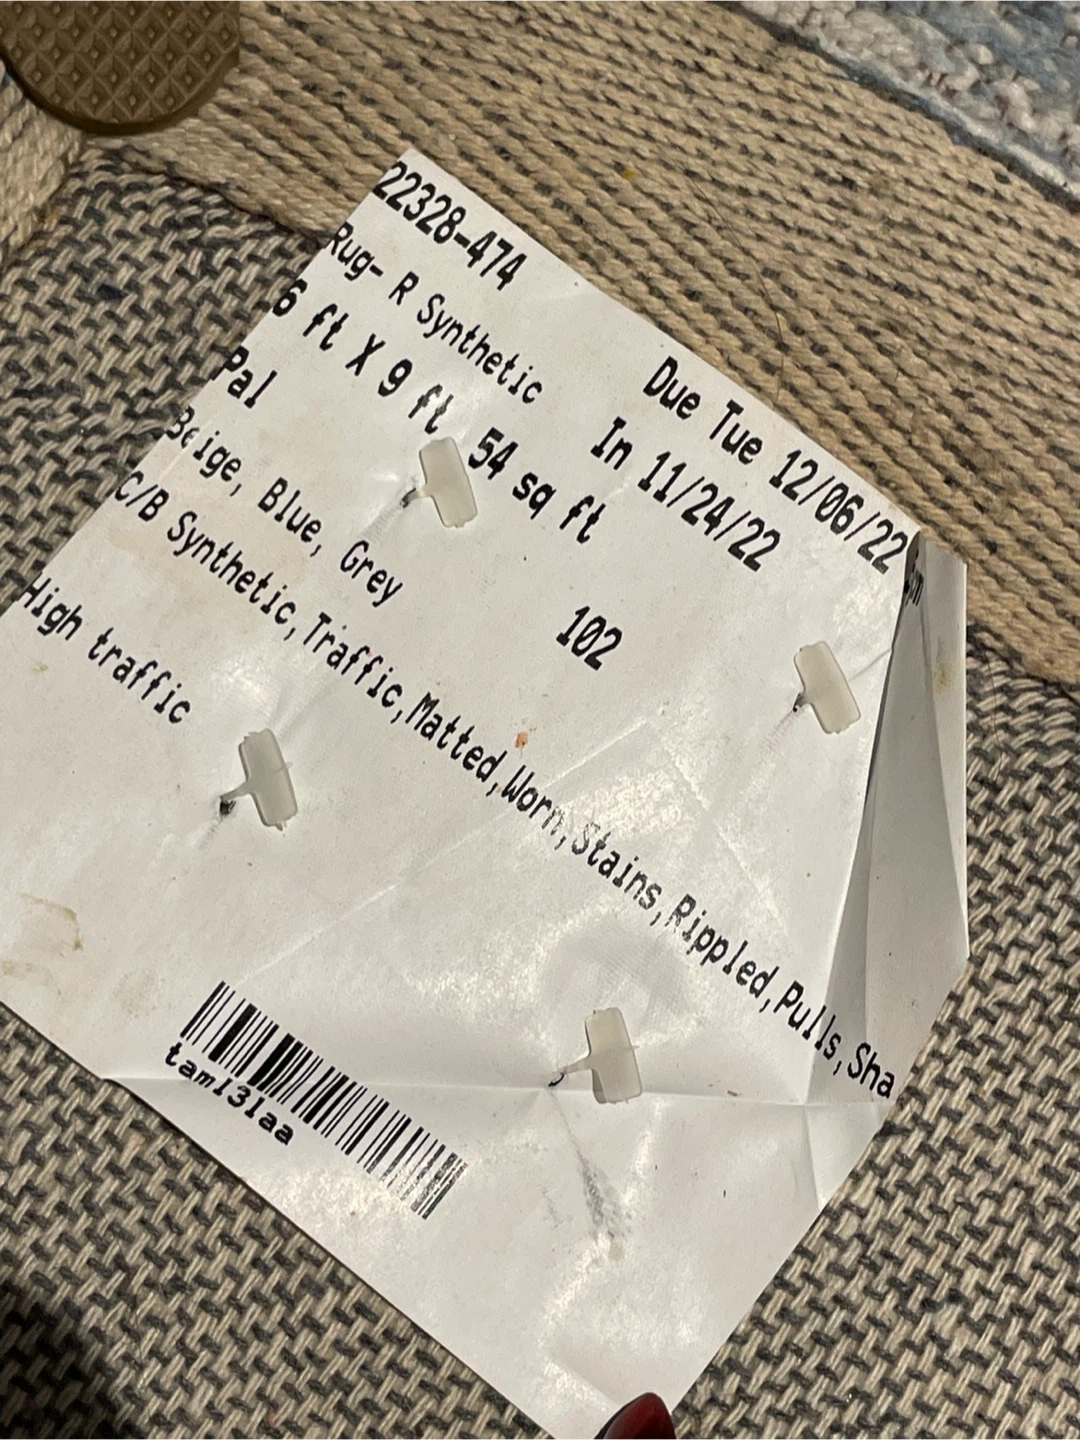 22328-474
Due Tue 12/06/22
Rug- R Synthetic
In 11/24/22
6 ft X 9 ft 54 sq ft
Pal
102
Beige, Blue, Grey
C/B Synthetic,Traffic,Matted,Worn,Stains,Rippled,Pulls,Sha
High traffic
tam131aa